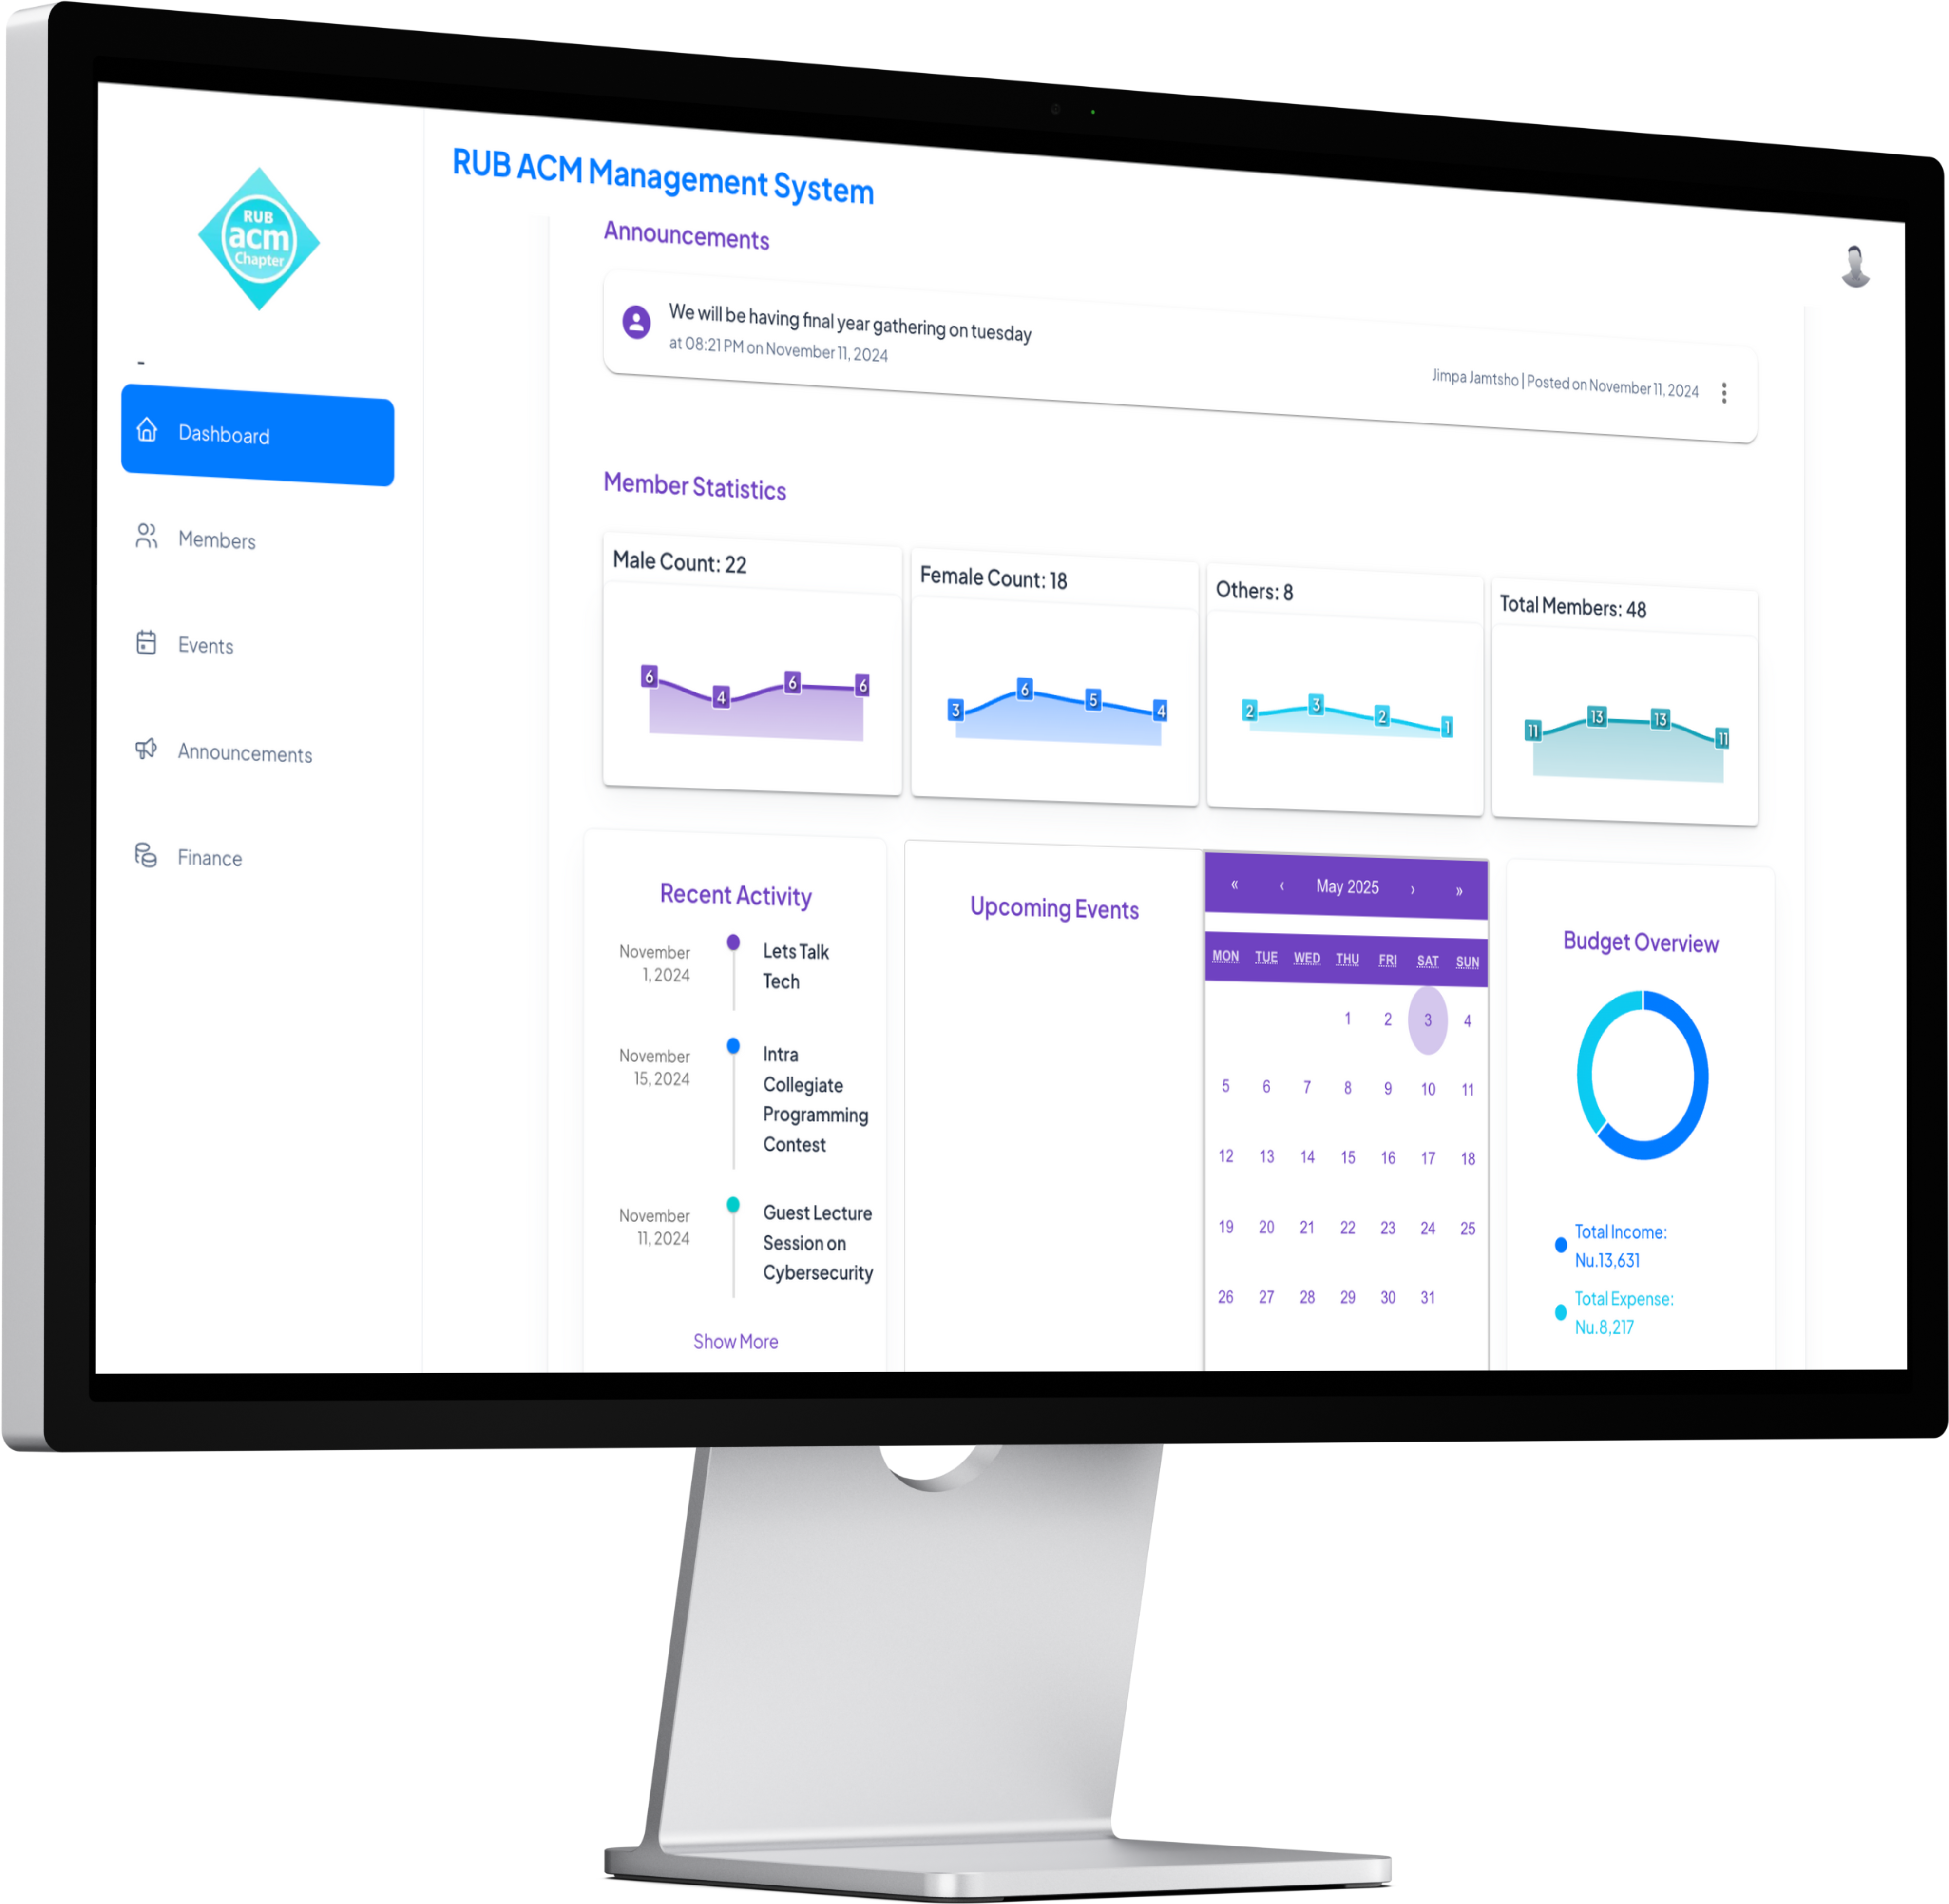 RUB
acm
Chapter
-
Dashboard
Members
Events
Announcements
Finance
RUB ACM Management System
Announcements
We will be having final year gathering on tuesday
at 08:21 PM on November 11, 2024
Jimpa Jamtsho | Posted on November 11, 2024
Member Statistics
Male Count: 22
6 4 6 6
Female Count: 18
3 6 5 4
Others: 8
2 3 2 1
Total Members: 48
11 13 13 11
Recent Activity
November
1, 2024
Lets Talk
Tech
November
15, 2024
Intra
Collegiate
Programming
Contest
November
11, 2024
Guest Lecture
Session on
Cybersecurity
Show More
Upcoming Events
« ‹ May 2025 › »
MON TUE WED THU FRI SAT SUN
1 2 3 4
5 6 7 8 9 10 11
12 13 14 15 16 17 18
19 20 21 22 23 24 25
26 27 28 29 30 31
Budget Overview
Total Income:
Nu.13,631
Total Expense:
Nu.8,217